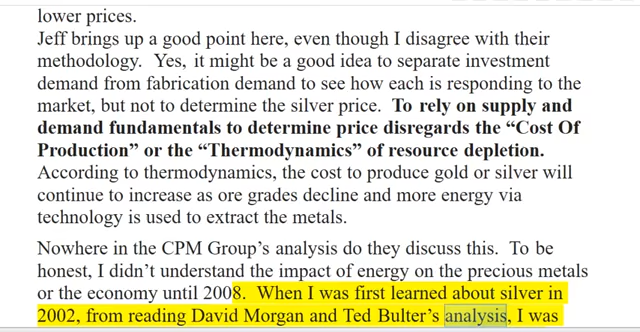 lower prices.
Jeff brings up a good point here, even though I disagree with their
methodology.  Yes, it might be a good idea to separate investment
demand from fabrication demand to see how each is responding to the
market, but not to determine the silver price.  To rely on supply and
demand fundamentals to determine price disregards the “Cost Of
Production” or the “Thermodynamics” of resource depletion.
According to thermodynamics, the cost to produce gold or silver will
continue to increase as ore grades decline and more energy via
technology is used to extract the metals.
Nowhere in the CPM Group’s analysis do they discuss this.  To be
honest, I didn’t understand the impact of energy on the precious metals
or the economy until 2008.  When I was first learned about silver in
2002, from reading David Morgan and Ted Bulter’s analysis, I was